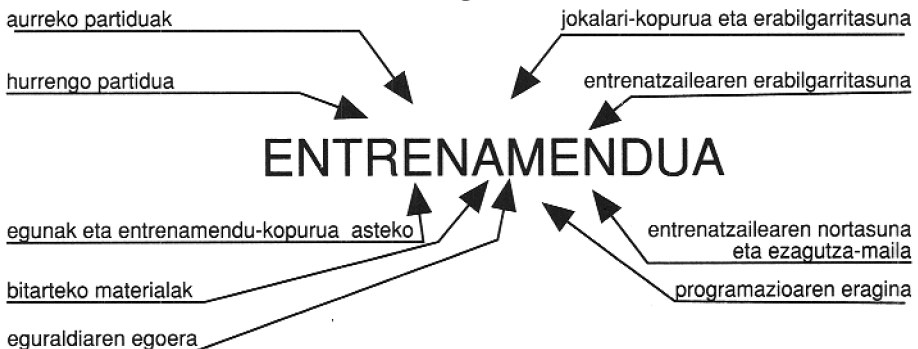 aurreko partiduak
jokalari-kopurua eta erabilgarritasuna
hurrengo partidua
entrenatzailearen erabilgarritasuna
ENTRENAMENDUA
egunak eta entrenamendu-kopurua asteko
entrenatzailearen nortasuna
eta ezagutza-maila
bitarteko materialak
programazioaren eragina
eguraldiaren egoera